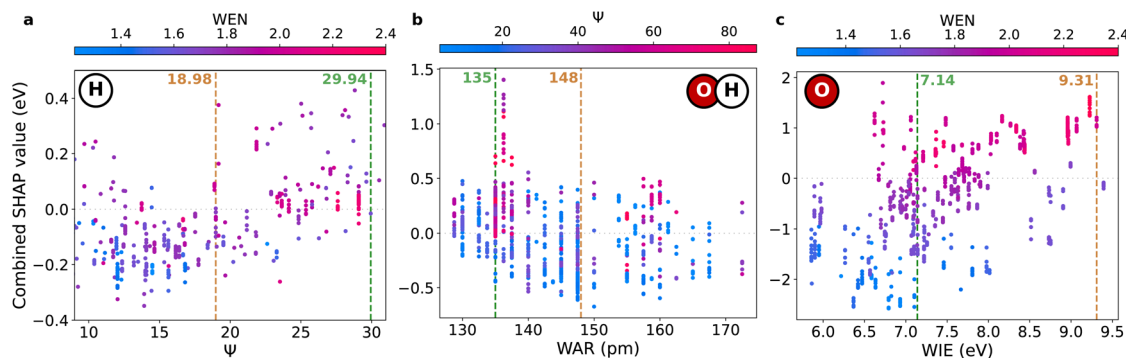 a
WEN
1.4 1.6 1.8 2.0 2.2 2.4
H
18.98
29.94
Combined SHAP value (eV)
0.4
0.2
0.0
−0.2
−0.4
10 15 20 25 30
Ψ
b
Ψ
20 40 60 80
135
148
O H
1.5
1.0
0.5
0.0
−0.5
130 140 150 160 170
WAR (pm)
c
WEN
1.4 1.6 1.8 2.0 2.2 2.4
O
7.14
9.31
2
1
0
−1
−2
6.0 6.5 7.0 7.5 8.0 8.5 9.0 9.5
WIE (eV)